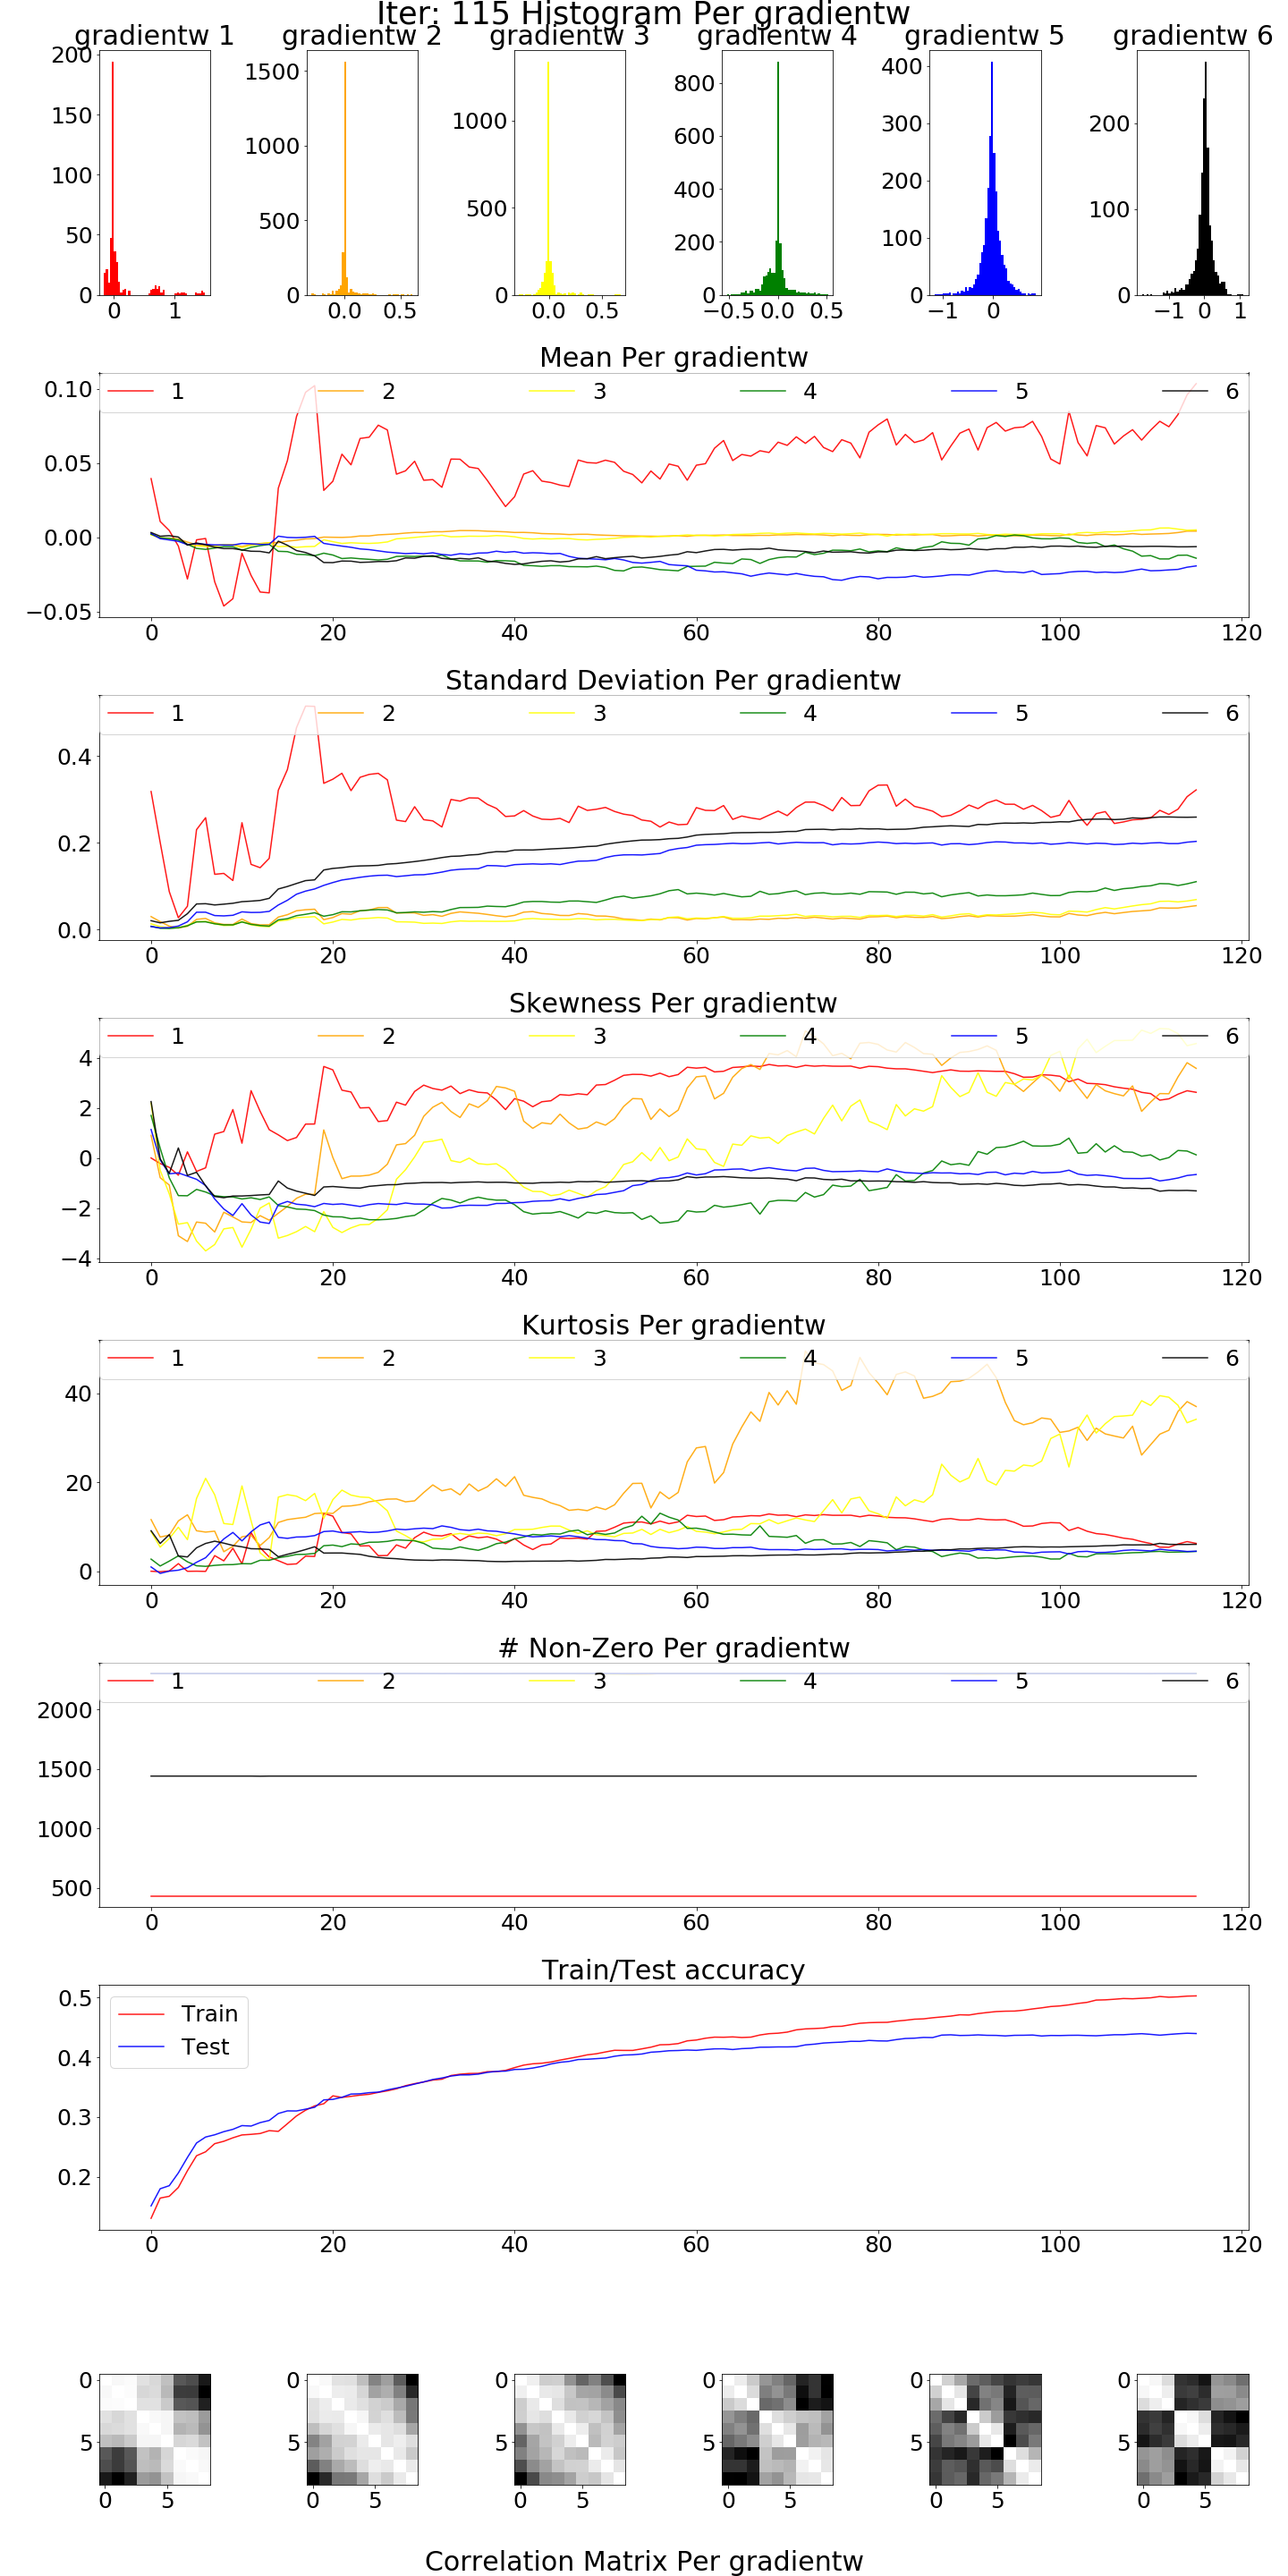 Iter: 115 Histogram Per gradientw
gradientw 1 gradientw 2 gradientw 3 gradientw 4 gradientw 5 gradientw 6
200
150
100
50
0
0 1
1500
1000
500
0
0.0 0.5
1000
500
0
0.0 0.5
800
600
400
200
0
−0.5 0.0 0.5
400
300
200
100
0
−1 0
200
100
0
−1 0 1
Mean Per gradientw
1 2 3 4 5 6
0.10
0.05
0.00
−0.05
0 20 40 60 80 100 120
Standard Deviation Per gradientw
1 2 3 4 5 6
0.4
0.2
0.0
0 20 40 60 80 100 120
Skewness Per gradientw
1 2 3 4 5 6
4
2
0
−2
−4
0 20 40 60 80 100 120
Kurtosis Per gradientw
1 2 3 4 5 6
40
20
0
0 20 40 60 80 100 120
# Non-Zero Per gradientw
1 2 3 4 5 6
2000
1500
1000
500
0 20 40 60 80 100 120
Train/Test accuracy
Train
Test
0.5
0.4
0.3
0.2
0 20 40 60 80 100 120
0 0 0 0 0 0
5 5 5 5 5 5
0 5 0 5 0 5 0 5 0 5 0 5
Correlation Matrix Per gradientw